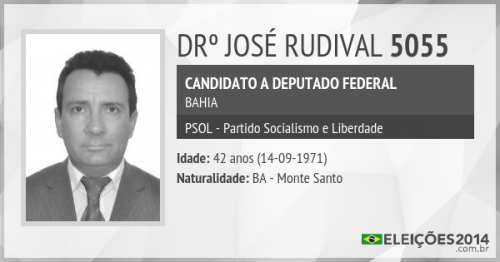 DRº JOSÉ RUDIVAL 5055
CANDIDATO A DEPUTADO FEDERAL
BAHIA
PSOL - Partido Socialismo e Liberdade
Idade: 42 anos (14-09-1971)
Naturalidade: BA - Monte Santo
ELEIÇÕES2014
.com.br